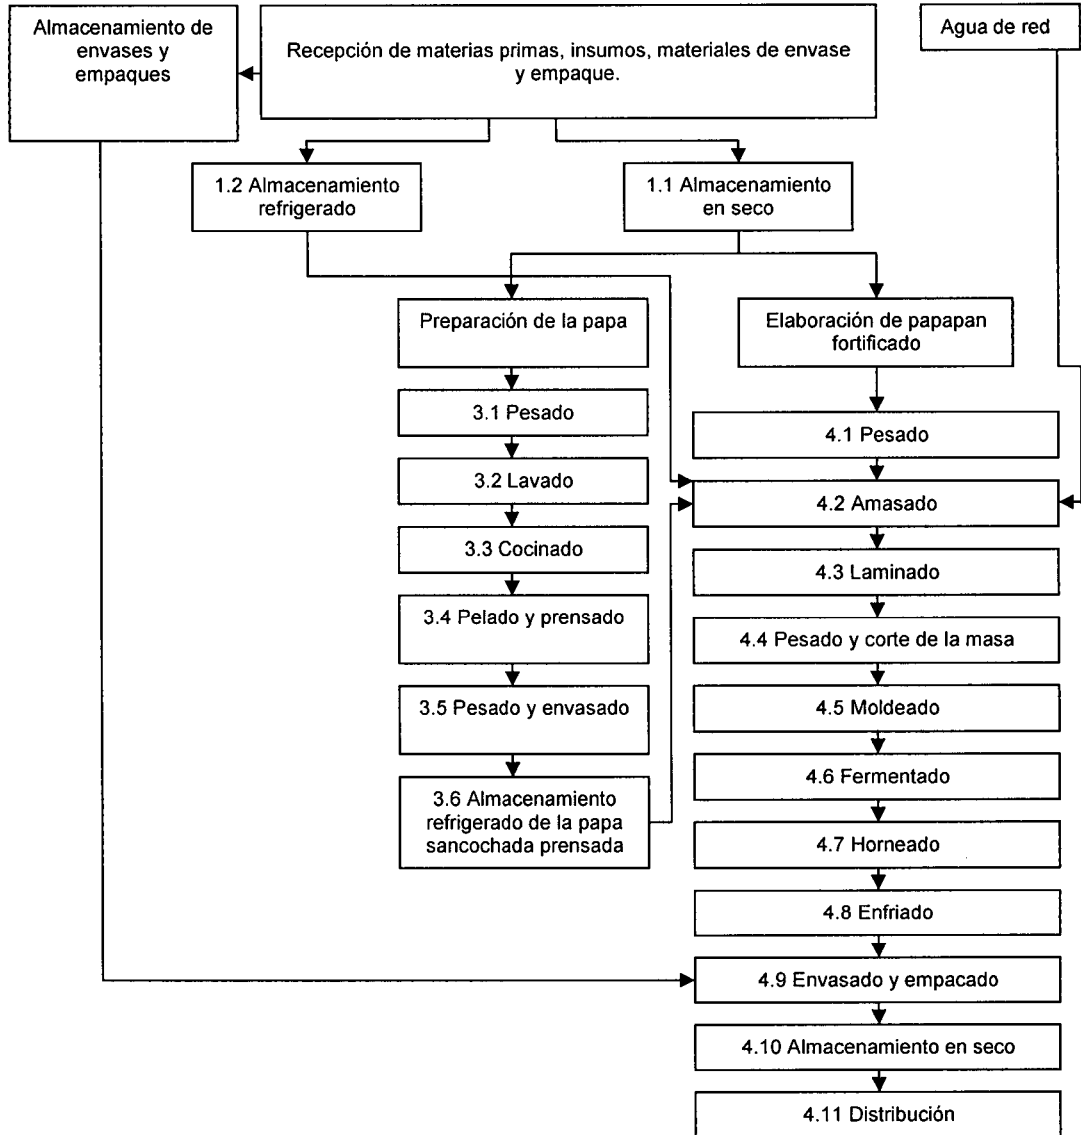 Almacenamiento de
envases y
empaques
Recepción de materias primas, insumos, materiales de envase
y empaque.
Agua de red
1.2 Almacenamiento
refrigerado
1.1 Almacenamiento
en seco
Preparación de la papa
Elaboración de papapan
fortificado
3.1 Pesado
3.2 Lavado
3.3 Cocinado
3.4 Pelado y prensado
3.5 Pesado y envasado
3.6 Almacenamiento
refrigerado de la papa
sancochada prensada
4.1 Pesado
4.2 Amasado
4.3 Laminado
4.4 Pesado y corte de la masa
4.5 Moldeado
4.6 Fermentado
4.7 Horneado
4.8 Enfriado
4.9 Envasado y empacado
4.10 Almacenamiento en seco
4.11 Distribución